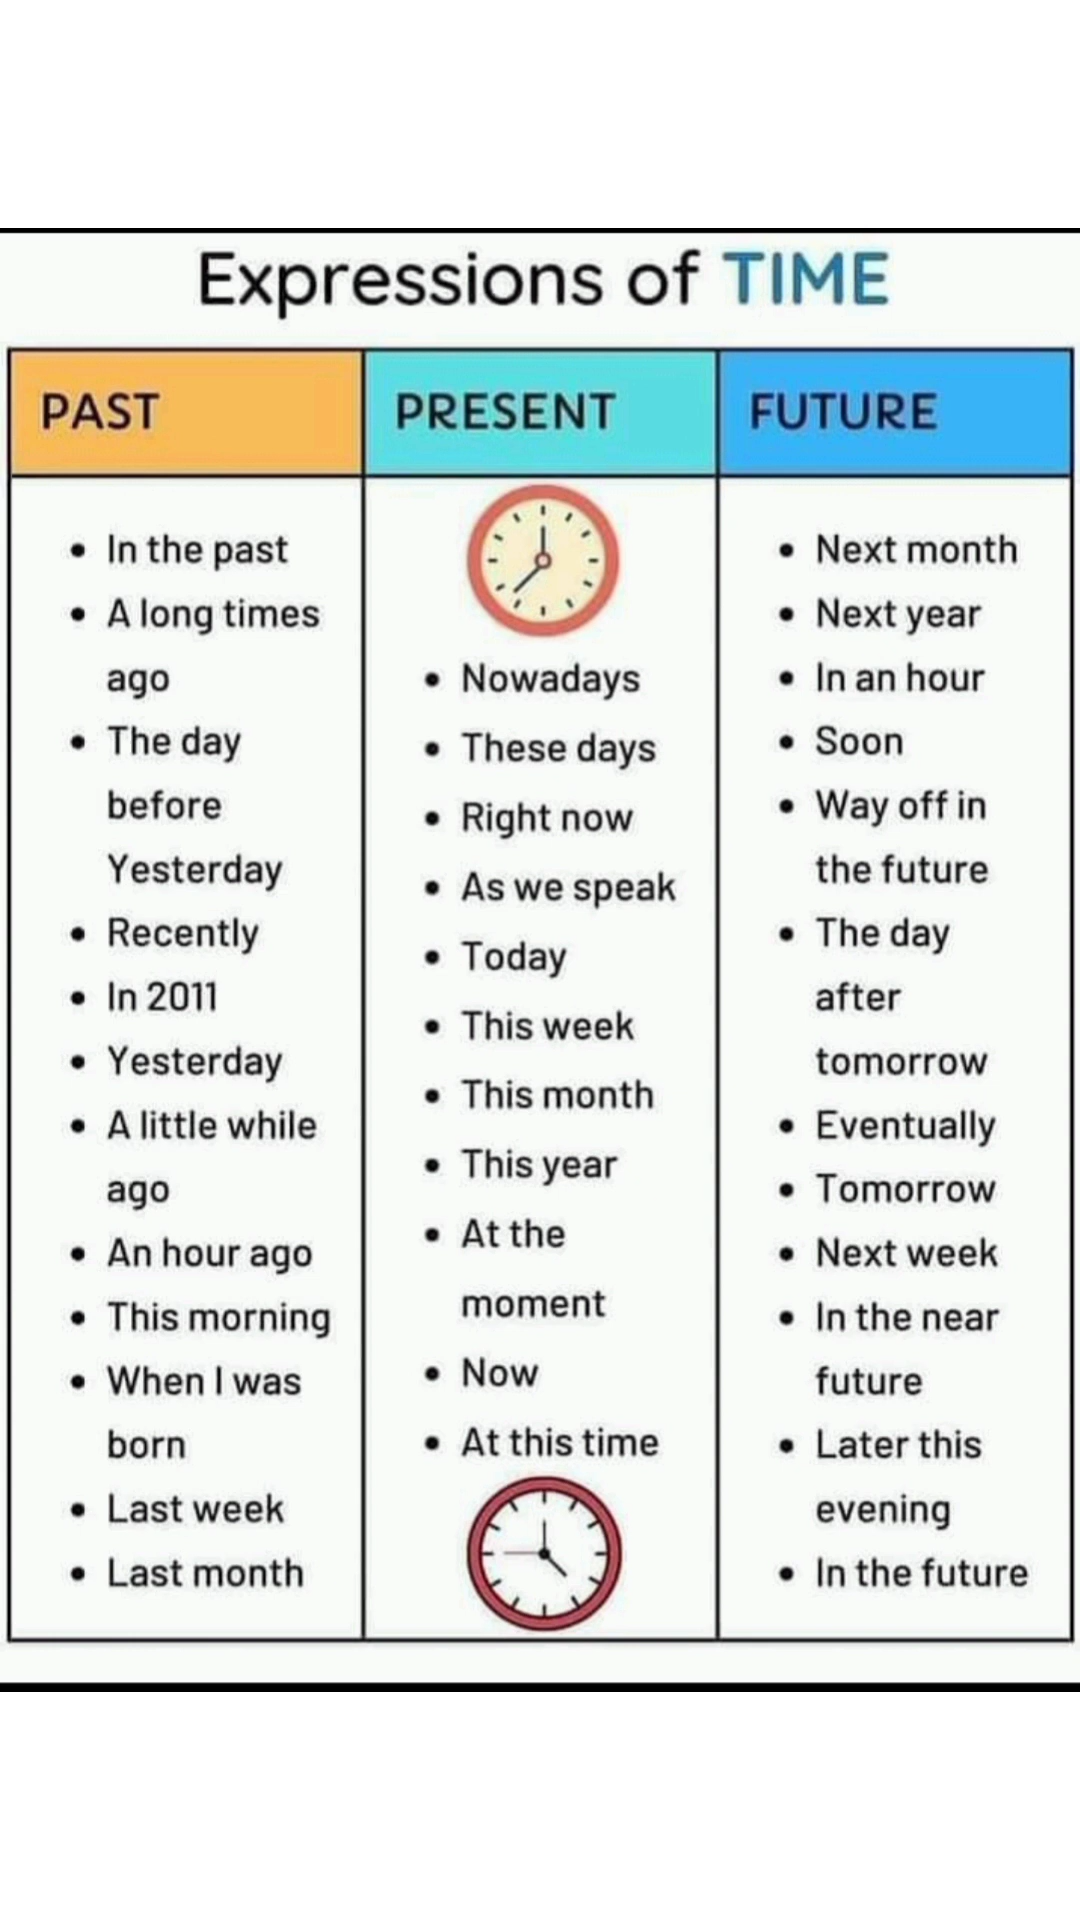 Expressions of TIME
PAST
In the past
A long times
ago
The day
before
Yesterday
Recently
In 2011
Yesterday
A little while
ago
An hour ago
This morning
When I was
born
Last week
Last month
PRESENT
Nowadays
These days
Right now
As we speak
Today
This week
This month
This year
At the
moment
Now
At this time
FUTURE
Next month
Next year
In an hour
Soon
Way off in
the future
The day
after
tomorrow
Eventually
Tomorrow
Next week
In the near
future
Later this
evening
In the future